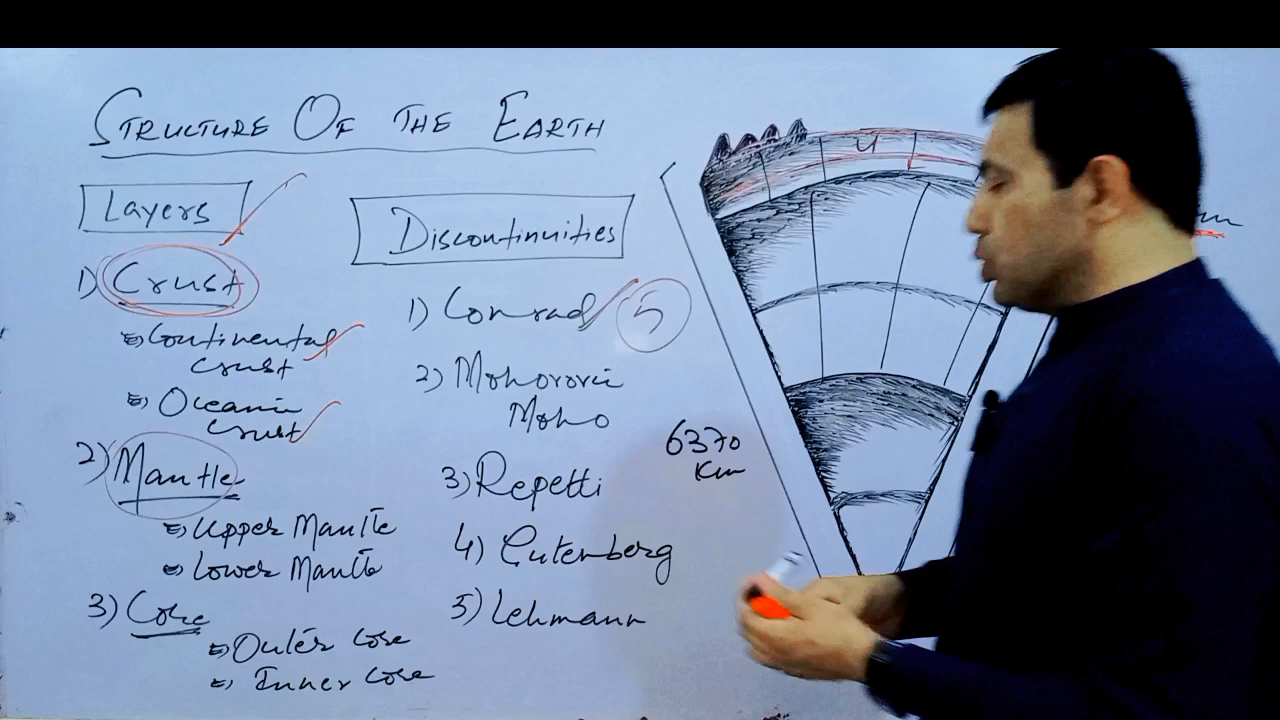 STRUCTURE OF THE EARTH
Layers
1) Crust
Continental
Crust
Oceanic
Crust
2) Mantle
Upper Mantle
Lower Mantle
3) Core
Outer Core
Inner Core
Discontinuities
1) Conrad
5
2) Mohorovic
Moho
3) Repetti
4) Gutenberg
5) Lehmann
6370
Km